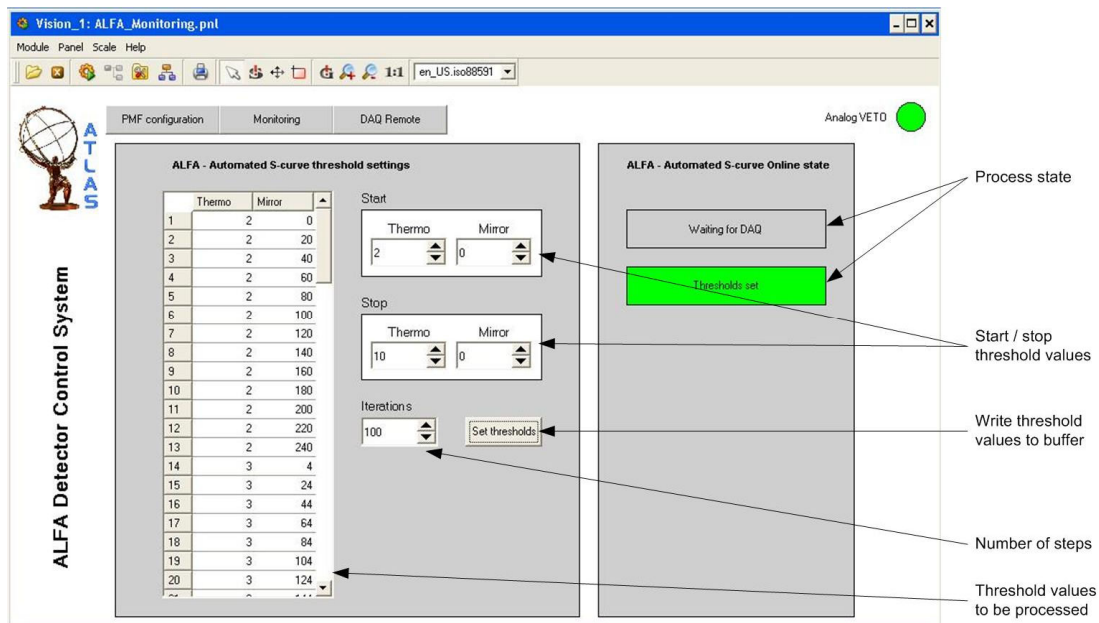 Vision_1: ALFA_Monitoring.pnl
Module Panel Scale Help
1:1 en_US.iso88591
ATLAS
PMF configuration Monitoring DAQ Remote
Analog VETO
ALFA Detector Control System
ALFA - Automated S-curve threshold settings
Thermo Mirror
1 2 0
2 2 20
3 2 40
4 2 60
5 2 80
6 2 100
7 2 120
8 2 140
9 2 160
10 2 180
11 2 200
12 2 220
13 2 240
14 3 4
15 3 24
16 3 44
17 3 64
18 3 84
19 3 104
20 3 124
Start
Thermo Mirror
2 0
Stop
Thermo Mirror
10 0
Iterations
100 Set thresholds
ALFA - Automated S-curve Online state
Waiting for DAQ
Thresholds set
Process state
Start / stop
threshold values
Write threshold
values to buffer
Number of steps
Threshold values
to be processed